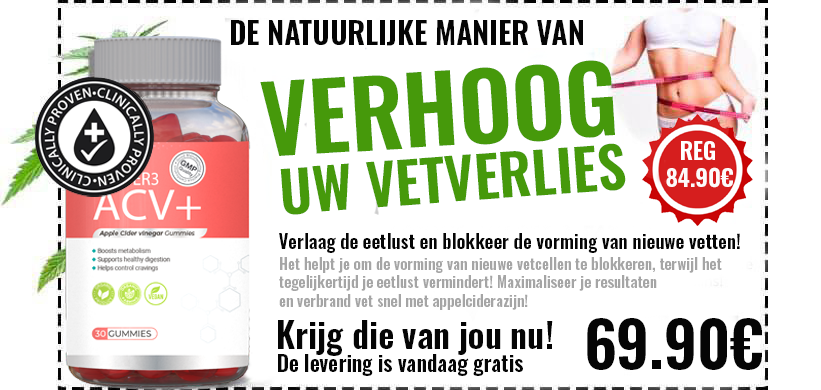 DE NATUURLIJKE MANIER VAN
VERHOOG
UW VETVERLIES
REG
84.90€
CLINICALLY PROVEN•CLINICALLY PROVEN•
GMP
ACV+
Apple Cider vinegar Gummies
Boosts metabolism
Supports healthy digestion
Helps control cravings
VEGAN
30 GUMMIES
Verlaag de eetlust en blokkeer de vorming van nieuwe vetten!
Het helpt je om de vorming van nieuwe vetcellen te blokkeren, terwijl het
tegelijkertijd je eetlust vermindert! Maximaliseer je resultaten
en verbrand vet snel met appelciderazijn!
Krijg die van jou nu!
De levering is vandaag gratis
69.90€